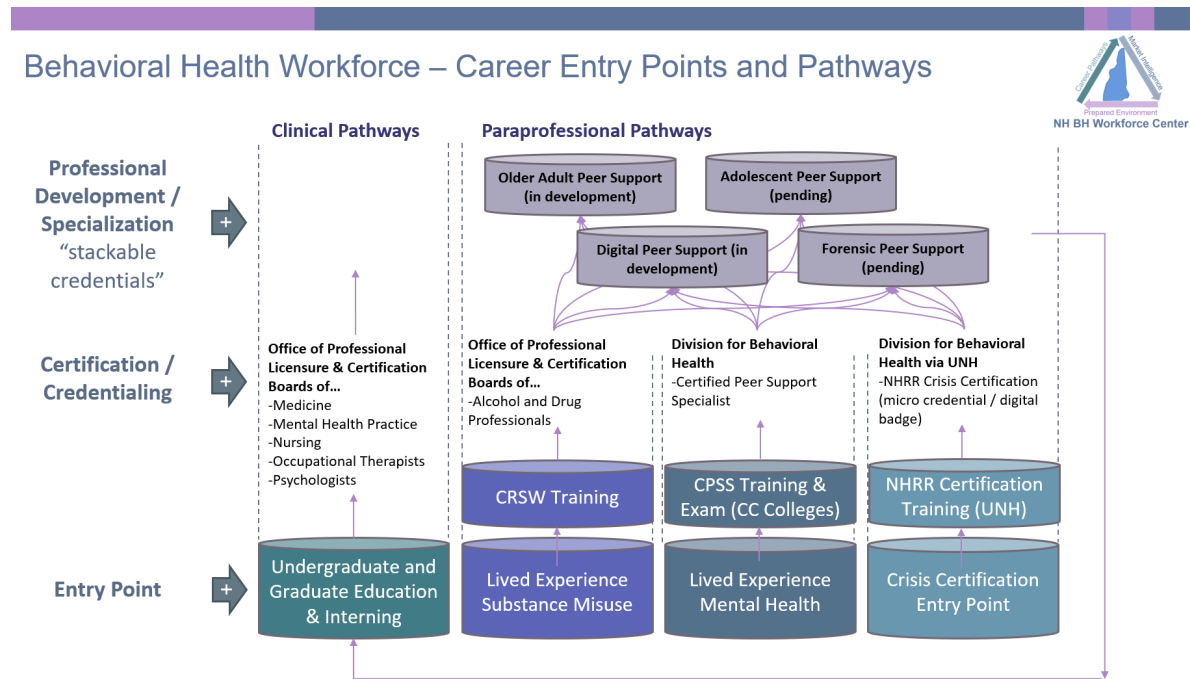 Behavioral Health Workforce – Career Entry Points and Pathways
Career Pathways
Market Intelligence
Prepared Environment
NH BH Workforce Center
Clinical Pathways
Paraprofessional Pathways
Professional
Development /
Specialization
“stackable
credentials”
+
Older Adult Peer Support
(in development)
Adolescent Peer Support
(pending)
Digital Peer Support (in
development)
Forensic Peer Support
(pending)
Certification /
Credentialing
+
Office of Professional
Licensure & Certification
Boards of...
-Medicine
-Mental Health Practice
-Nursing
-Occupational Therapists
-Psychologists
Office of Professional
Licensure & Certification
Boards of...
-Alcohol and Drug
Professionals
Division for Behavioral
Health
-Certified Peer Support
Specialist
Division for Behavioral
Health via UNH
-NHRR Crisis Certification
(micro credential / digital
badge)
CRSW Training
CPSS Training &
Exam (CC Colleges)
NHRR Certification
Training (UNH)
Entry Point
+
Undergraduate and
Graduate Education
& Interning
Lived Experience
Substance Misuse
Lived Experience
Mental Health
Crisis Certification
Entry Point